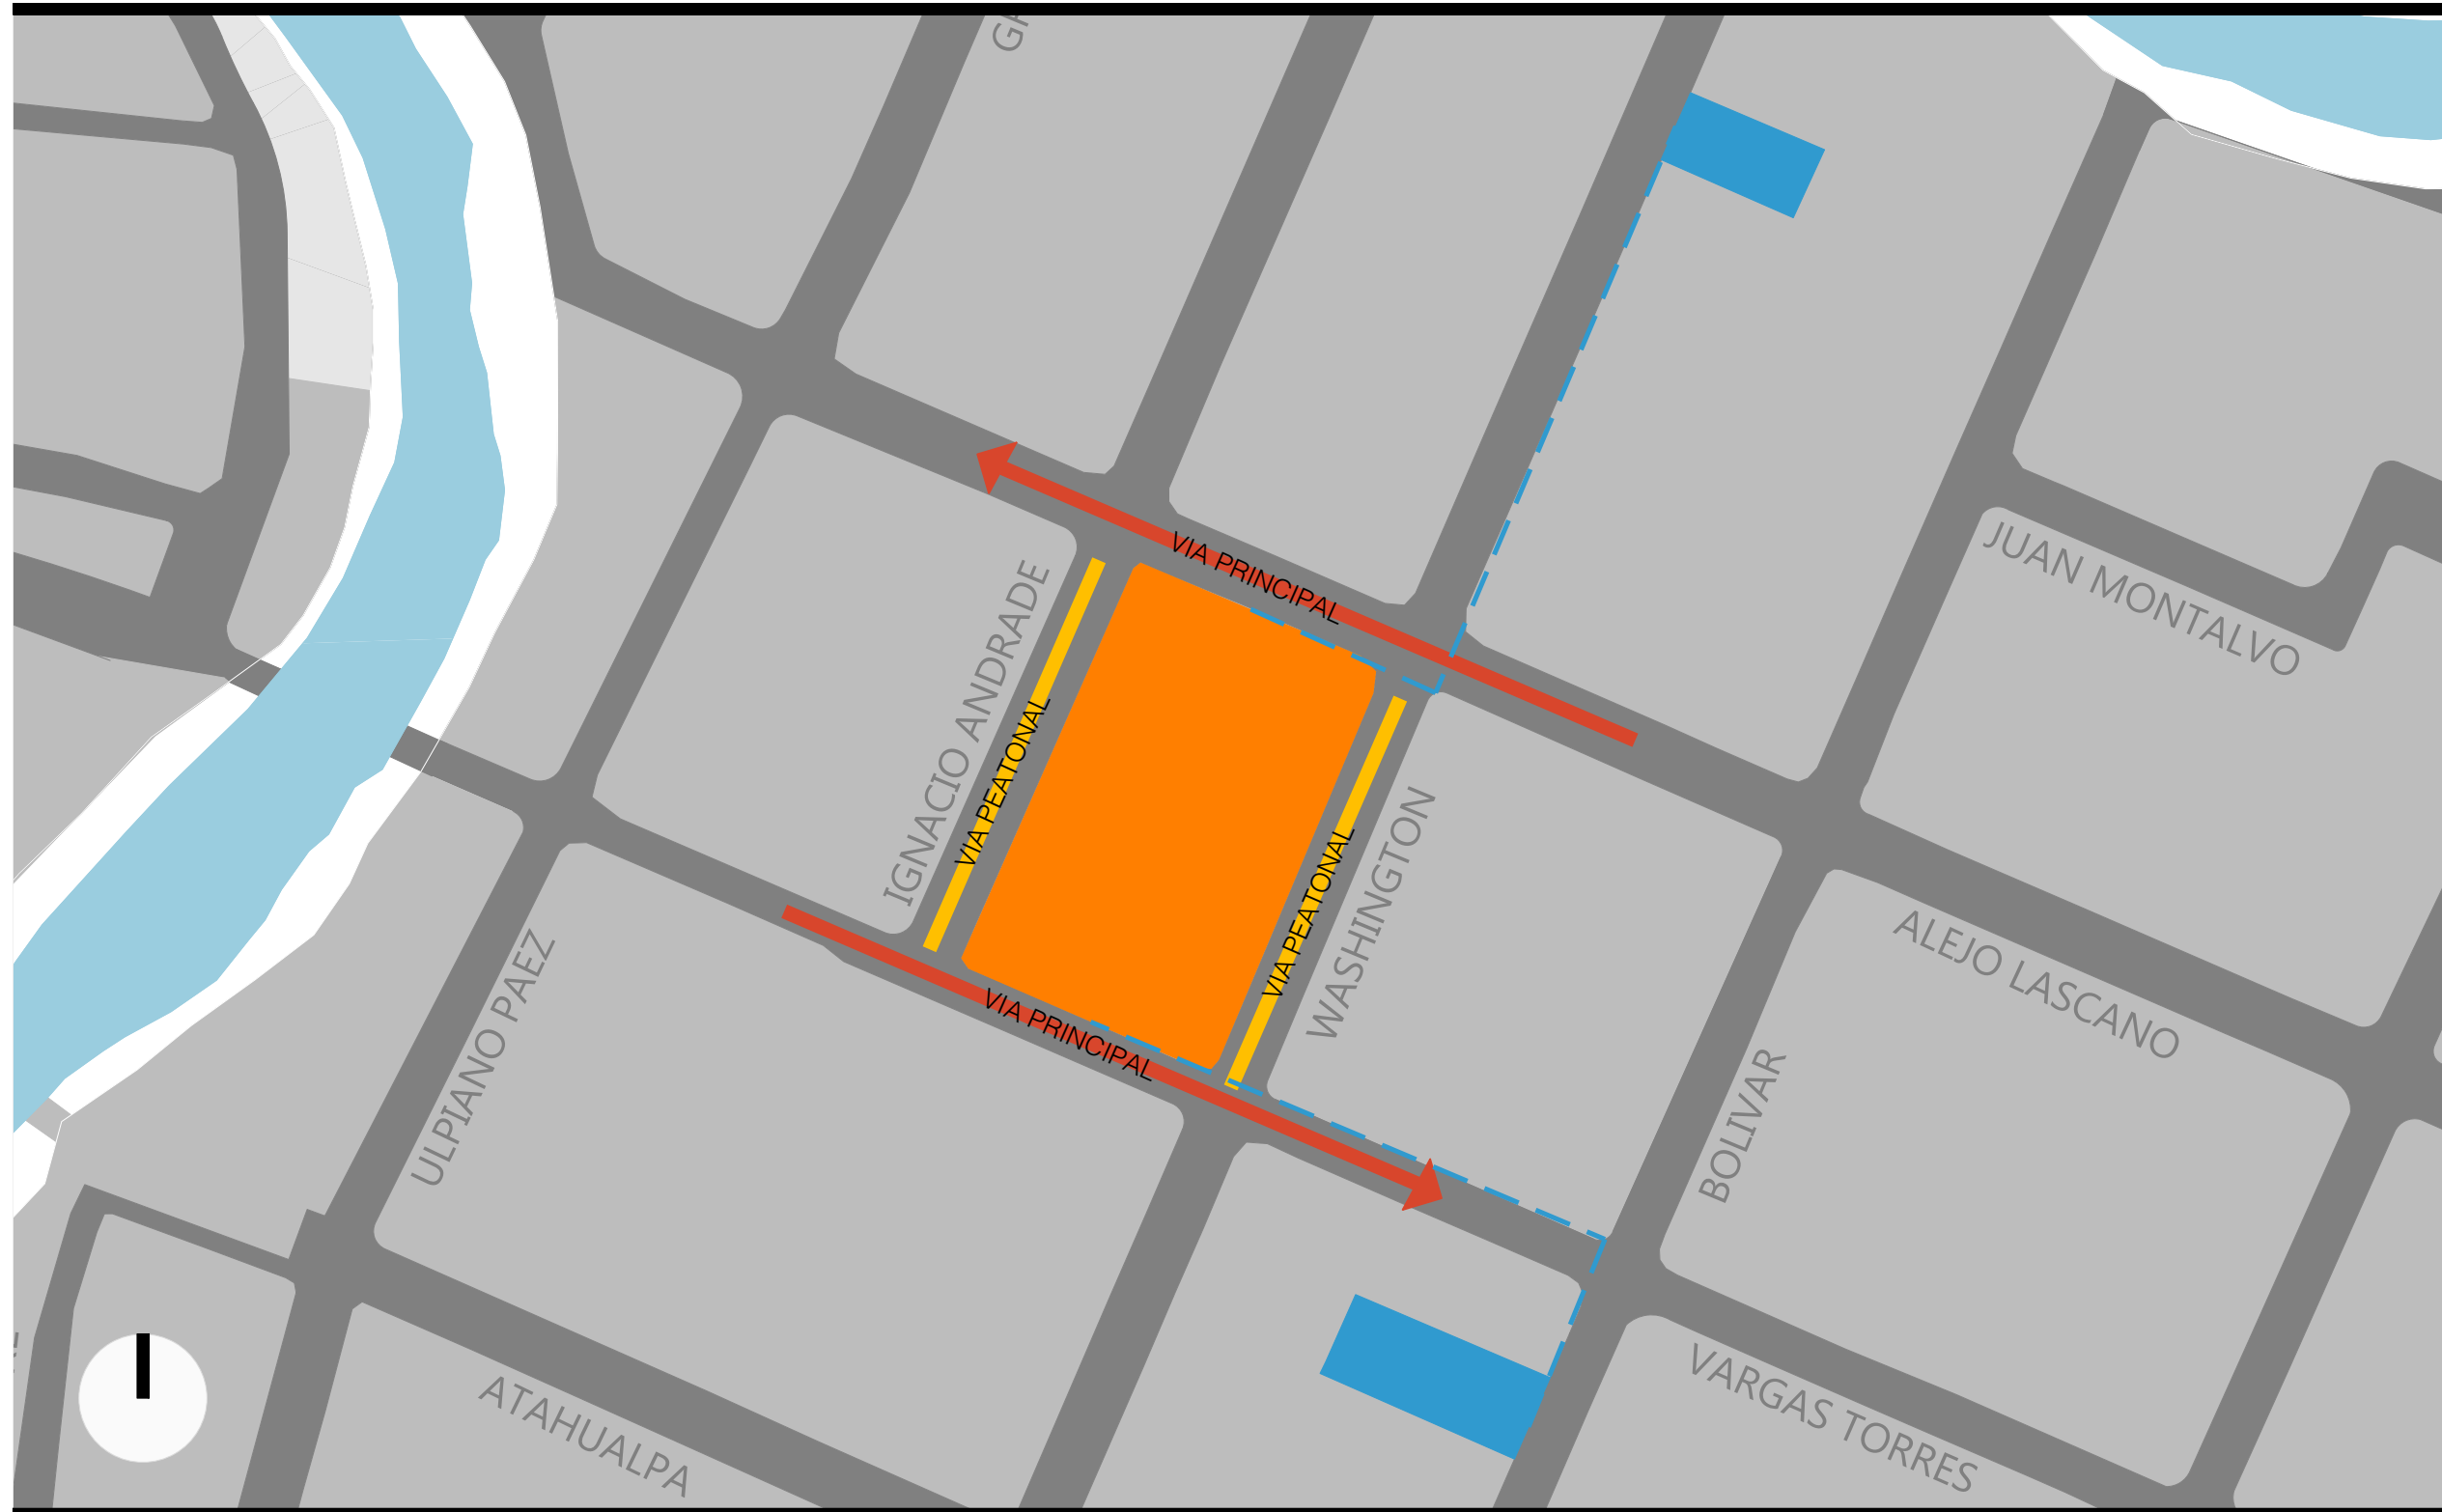 GR
JUAN MONTALVO
VIA PRINCIPAL
IGNACIO ANDRADE
VIA PEATONAL
VIA PEATONAL
WASHINGTON
ALEJO LASCANO
ULPIANO PAEZ
VIA PRINCIPAL
BOLIVAR
VARGAS TORRES
ATAHUALPA